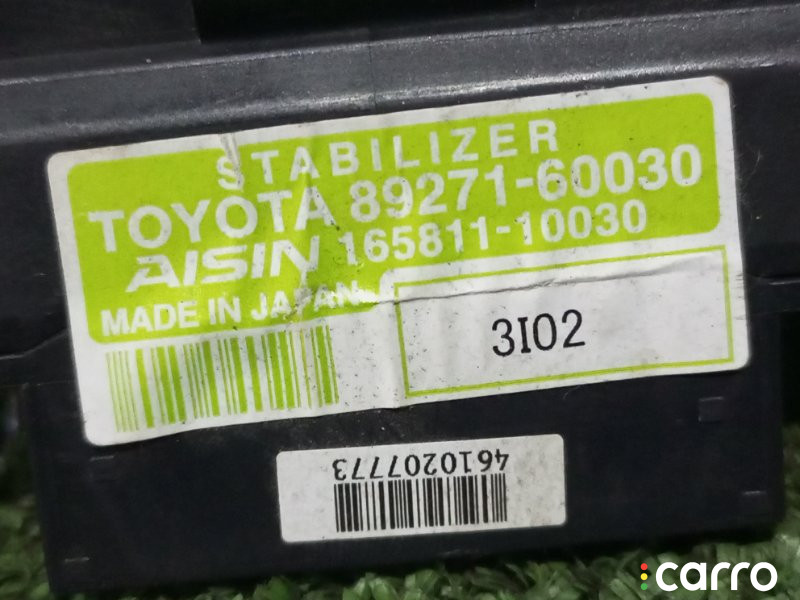 STABILIZER
TOYOTA 89271-60030
AISIN 165811-10030
MADE IN JAPAN
3I02
4610207773
carro